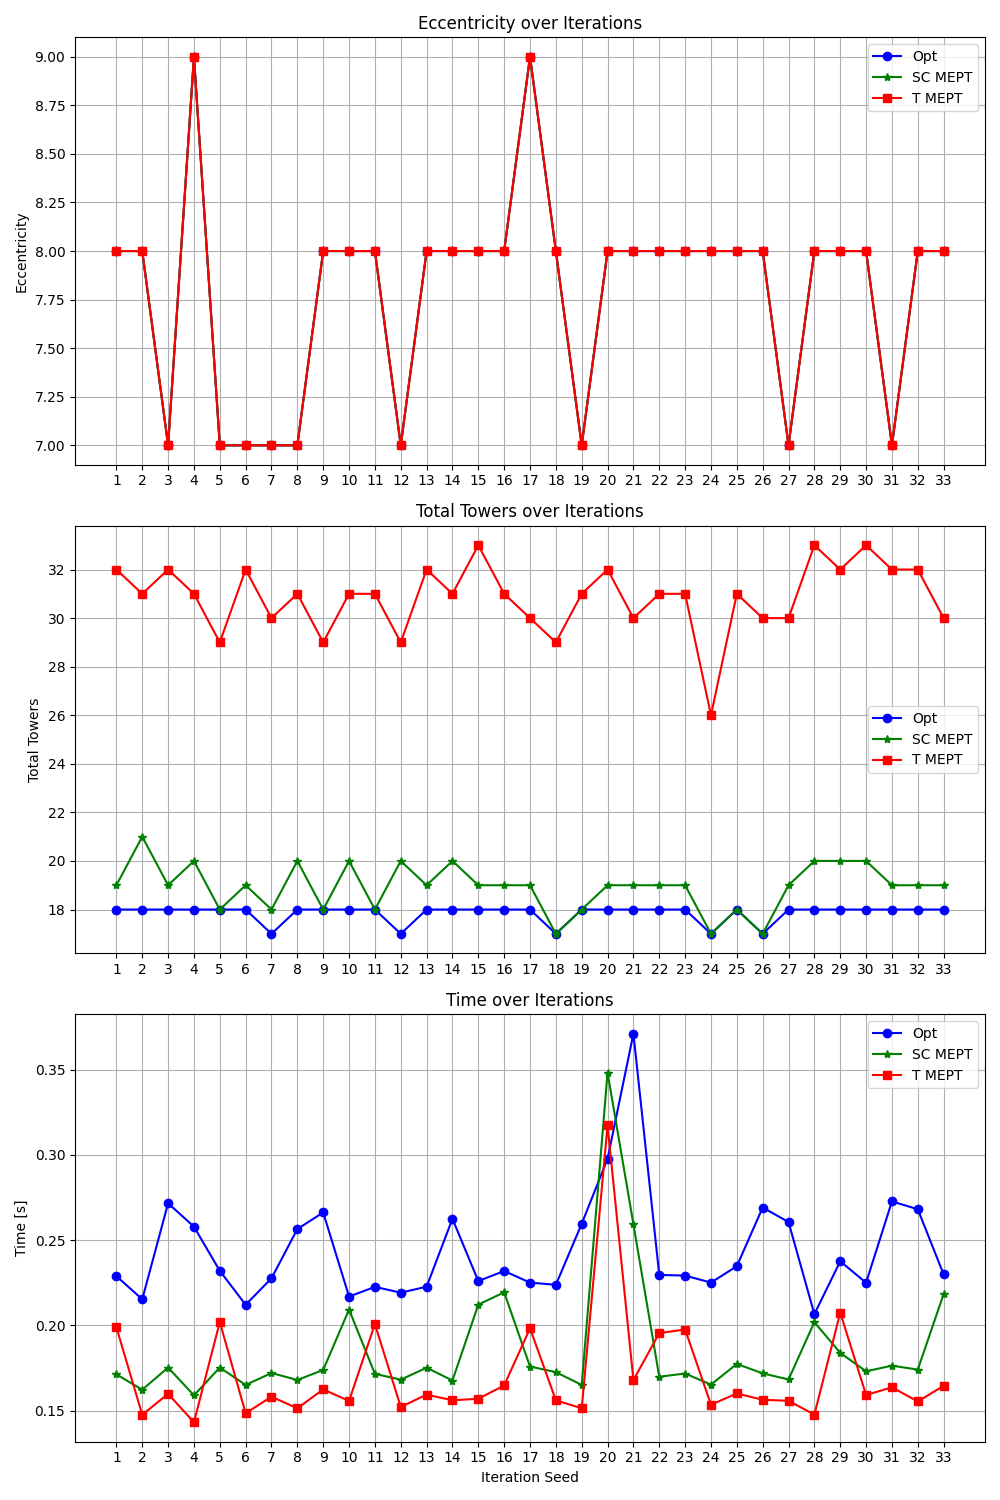 Eccentricity over Iterations
9.00
8.75
8.50
8.25
8.00
7.75
7.50
7.25
7.00
Eccentricity
Opt
SC MEPT
T MEPT
1 2 3 4 5 6 7 8 9 10 11 12 13 14 15 16 17 18 19 20 21 22 23 24 25 26 27 28 29 30 31 32 33
Total Towers over Iterations
32
30
28
26
24
22
20
18
Total Towers
Opt
SC MEPT
T MEPT
1 2 3 4 5 6 7 8 9 10 11 12 13 14 15 16 17 18 19 20 21 22 23 24 25 26 27 28 29 30 31 32 33
Time over Iterations
0.35
0.30
0.25
0.20
0.15
Time [s]
Opt
SC MEPT
T MEPT
1 2 3 4 5 6 7 8 9 10 11 12 13 14 15 16 17 18 19 20 21 22 23 24 25 26 27 28 29 30 31 32 33
Iteration Seed